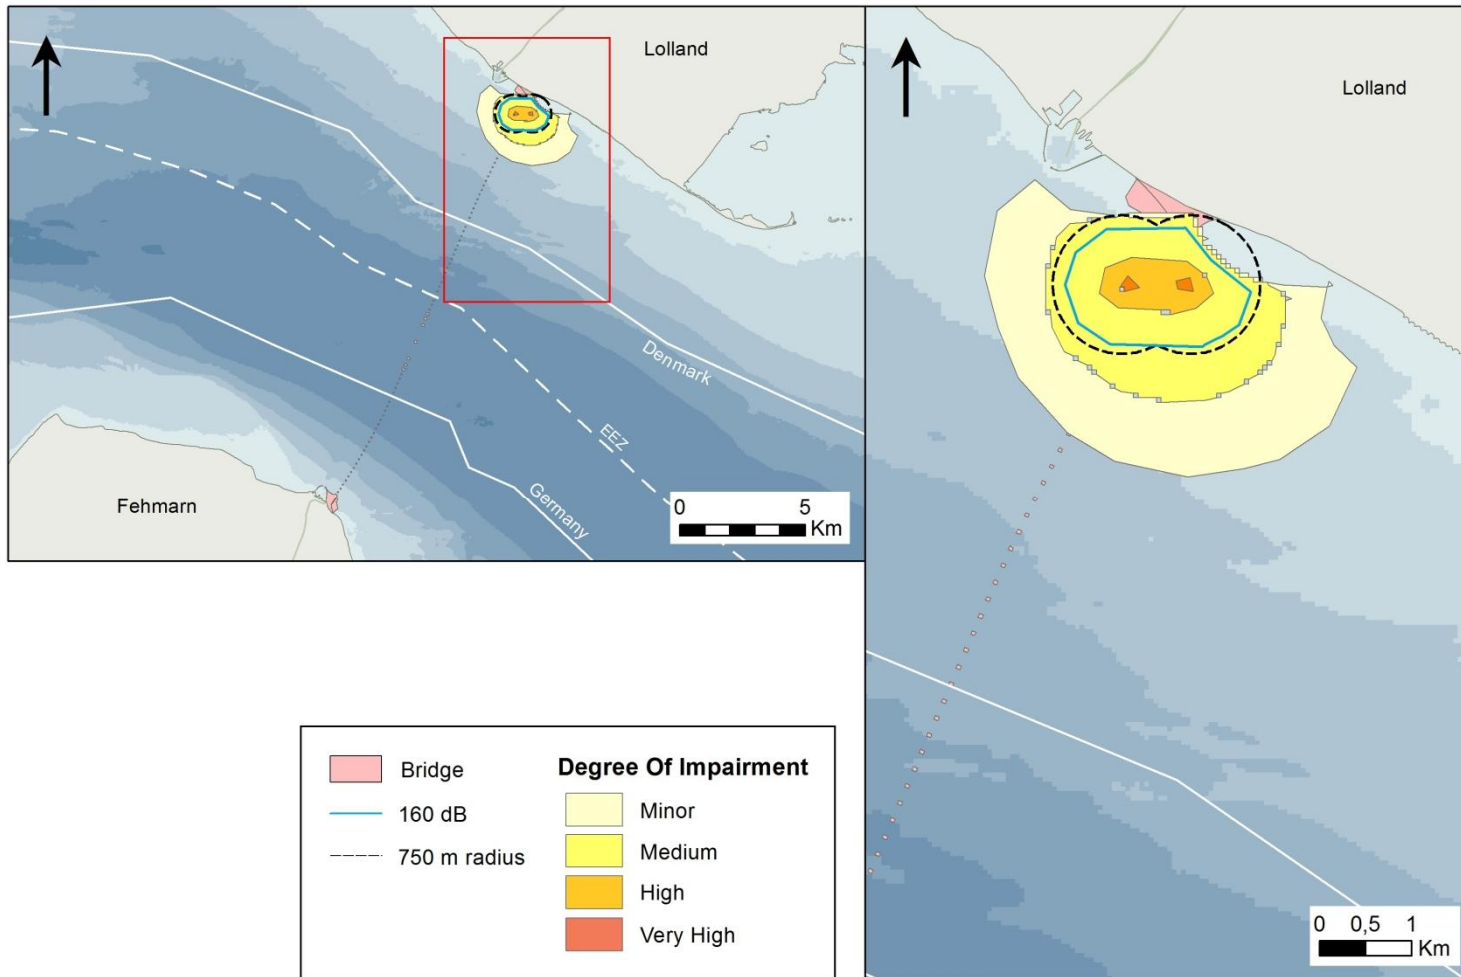 Lolland
Denmark
EEZ
Germany
Fehmarn
0 5
Km
Lolland
0 0,5 1
Km
Bridge
160 dB
750 m radius
Degree Of Impairment
Minor
Medium
High
Very High